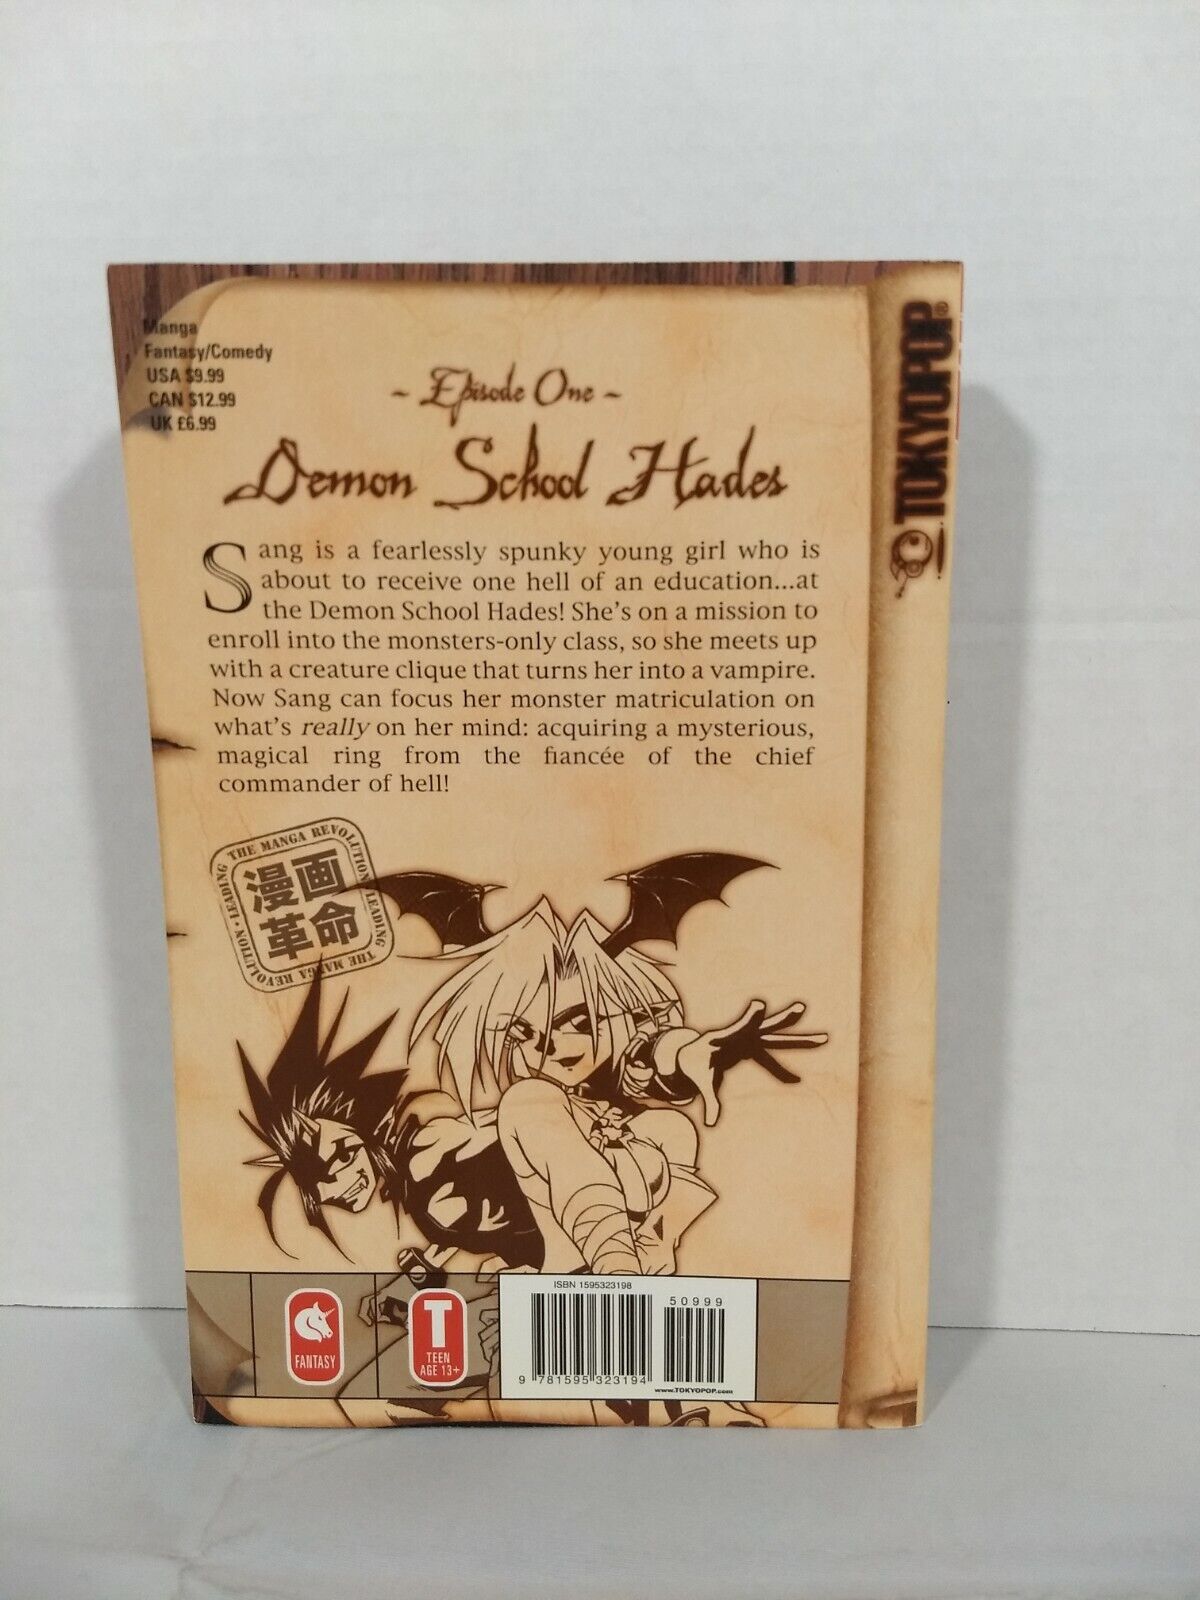 Manga
Fantasy/Comedy
USA $9.99
CAN $12.99
UK £6.99
TOKYOPOP®
~ Episode One ~
Demon School Hades
Sang is a fearlessly spunky young girl who is
about to receive one hell of an education...at
the Demon School Hades! She's on a mission to
enroll into the monsters-only class, so she meets up
with a creature clique that turns her into a vampire.
Now Sang can focus her monster matriculation on
what's really on her mind: acquiring a mysterious,
magical ring from the fiancée of the chief
commander of hell!
LEADING THE MANGA REVOLUTION • LEADING THE MANGA REVOLUTION •
漫画
革命
FANTASY
T
TEEN
AGE 13+
ISBN 1595323198
50999
9 781595 323194
www.TOKYOPOP.com